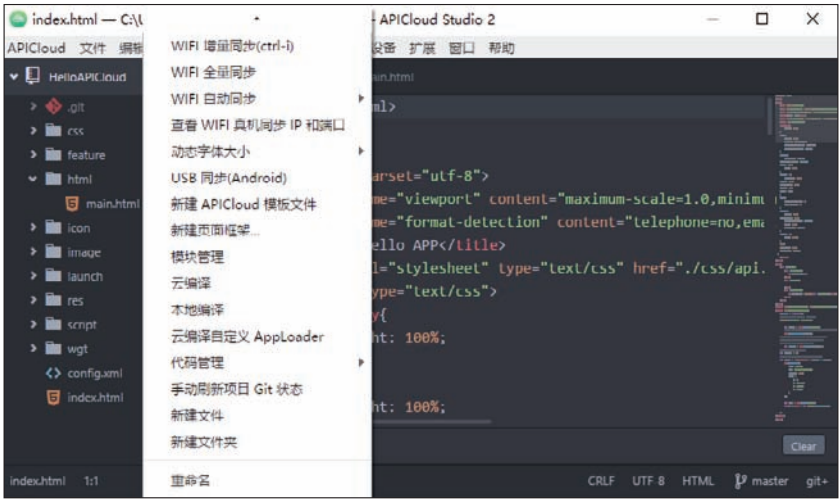 index.html — C:\U
- APICloud Studio 2
APICloud 文件 编辑
设备 扩展 窗口 帮助
HelloAPICloud
.git
css
feature
html
main.html
icon
image
launch
res
script
wgt
config.xml
index.html
WIFI 增量同步(ctrl-i)
WIFI 全量同步
WIFI 自动同步
查看 WIFI 真机同步 IP 和端口
动态字体大小
USB 同步(Android)
新建 APICloud 模板文件
新建页面框架...
模块管理
云编译
本地编译
云编译自定义 AppLoader
代码管理
手动刷新项目 Git 状态
新建文件
新建文件夹
重命名
ain.html
ml>
arset="utf-8">
me="viewport" content="maximum-scale=1.0,minimu
me="format-detection" content="telephone=no,ema
ello APP</title>
l="stylesheet" type="text/css" href="./css/api.
ype="text/css">
y{
ht: 100%;
ht: 100%;
Clear
index.html 1:1
CRLF UTF 8 HTML master git+